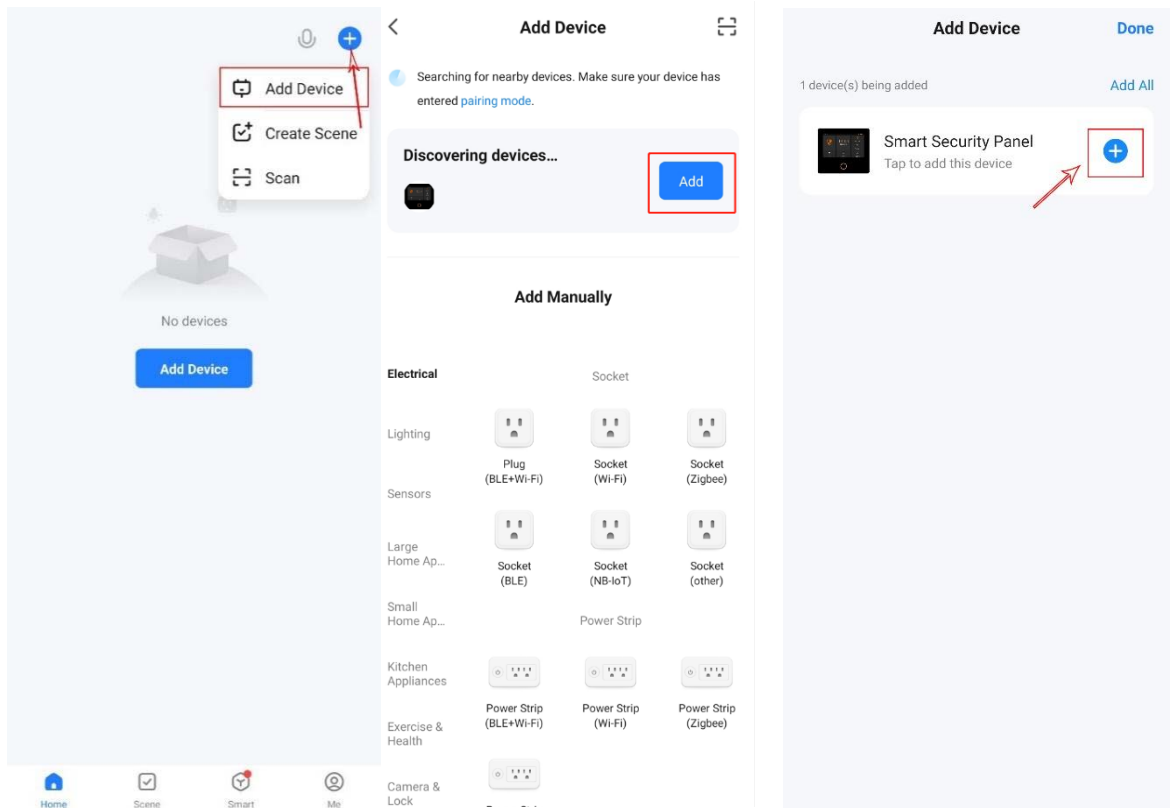 Add Device
Create Scene
Scan
No devices
Add Device
Home
Scene
Smart
Me
Add Device
Searching for nearby devices. Make sure your device has
entered pairing mode.
Discovering devices...
Add
Add Manually
Electrical
Lighting
Sensors
Large
Home Ap...
Small
Home Ap...
Kitchen
Appliances
Exercise &
Health
Camera &
Lock
Socket
Plug
(BLE+Wi-Fi)
Socket
(Wi-Fi)
Socket
(Zigbee)
Socket
(BLE)
Socket
(NB-IoT)
Socket
(other)
Power Strip
Power Strip
(BLE+Wi-Fi)
Power Strip
(Wi-Fi)
Power Strip
(Zigbee)
Add Device
Done
1 device(s) being added
Add All
Smart Security Panel
Tap to add this device